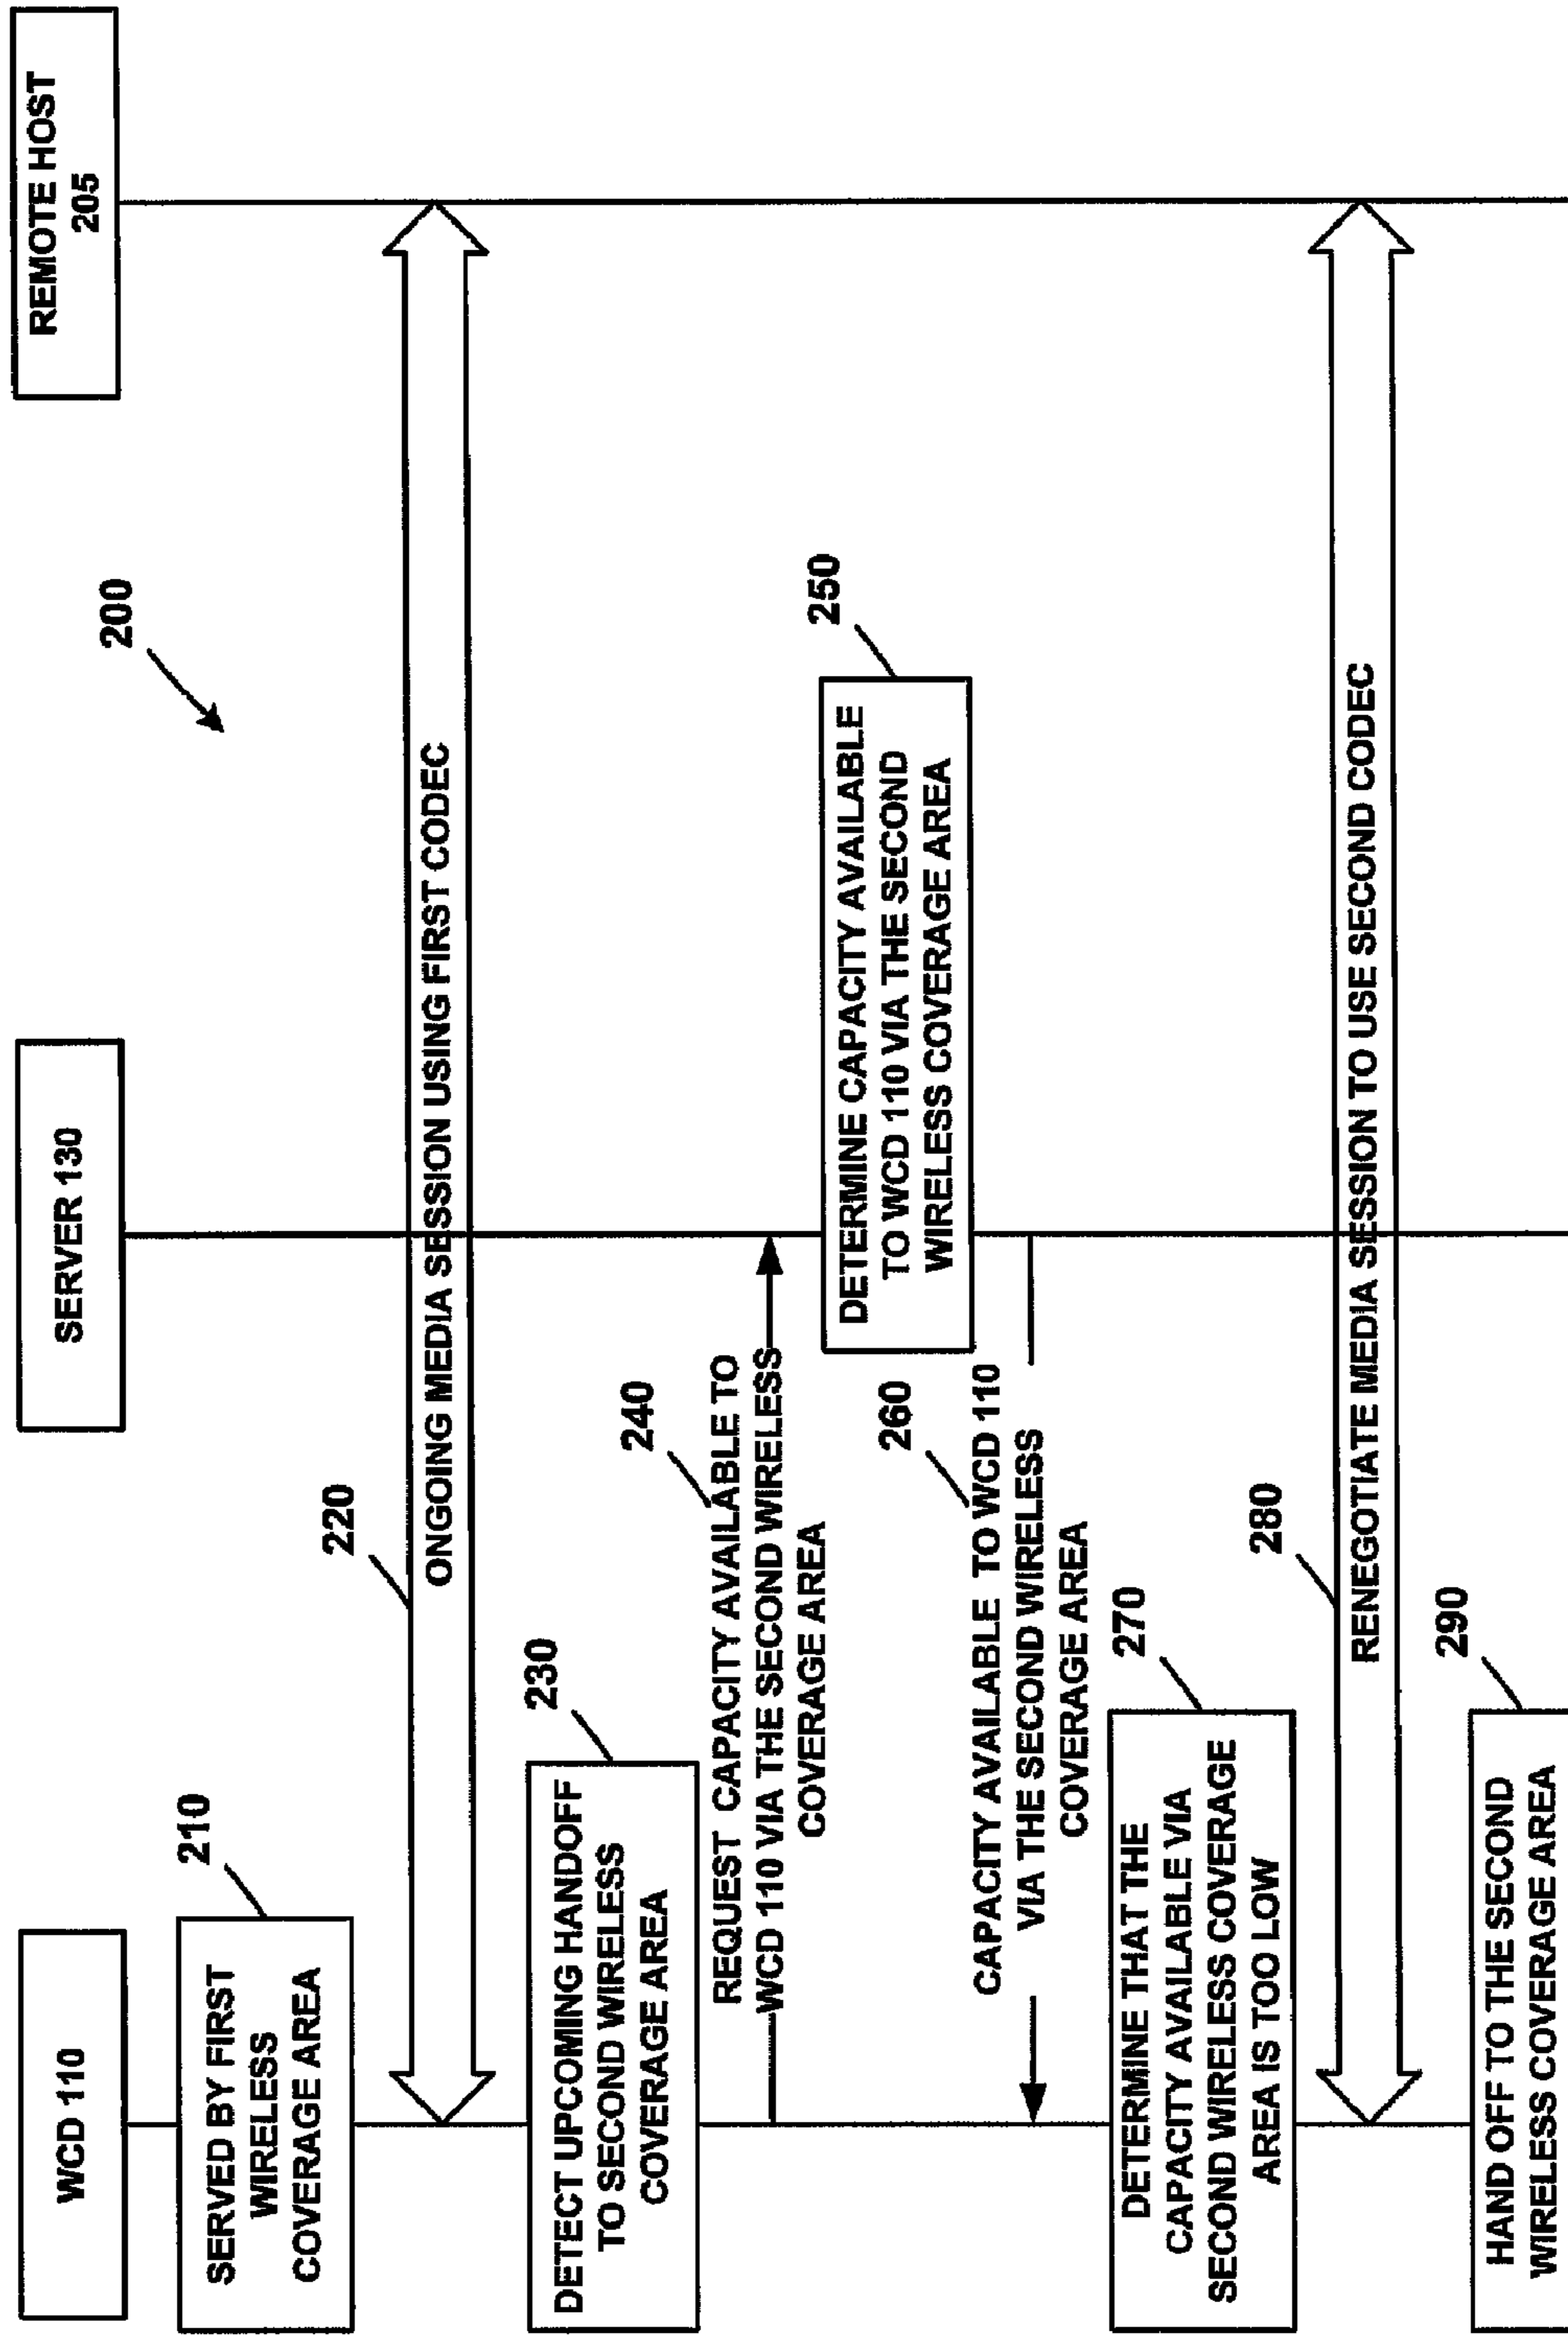 WCD 110
SERVER 130
REMOTE HOST
205
200
210
SERVED BY FIRST
WIRELESS
COVERAGE AREA
220
ONGOING MEDIA SESSION USING FIRST CODEC
230
DETECT UPCOMING HANDOFF
TO SECOND WIRELESS
COVERAGE AREA
240
REQUEST CAPACITY AVAILABLE TO
WCD 110 VIA THE SECOND WIRELESS
COVERAGE AREA
250
DETERMINE CAPACITY AVAILABLE
TO WCD 110 VIA THE SECOND
WIRELESS COVERAGE AREA
260
CAPACITY AVAILABLE TO WCD 110
VIA THE SECOND WIRELESS
COVERAGE AREA
270
DETERMINE THAT THE
CAPACITY AVAILABLE VIA
SECOND WIRELESS COVERAGE
AREA IS TOO LOW
280
RENEGOTIATE MEDIA SESSION TO USE SECOND CODEC
290
HAND OFF TO THE SECOND
WIRELESS COVERAGE AREA